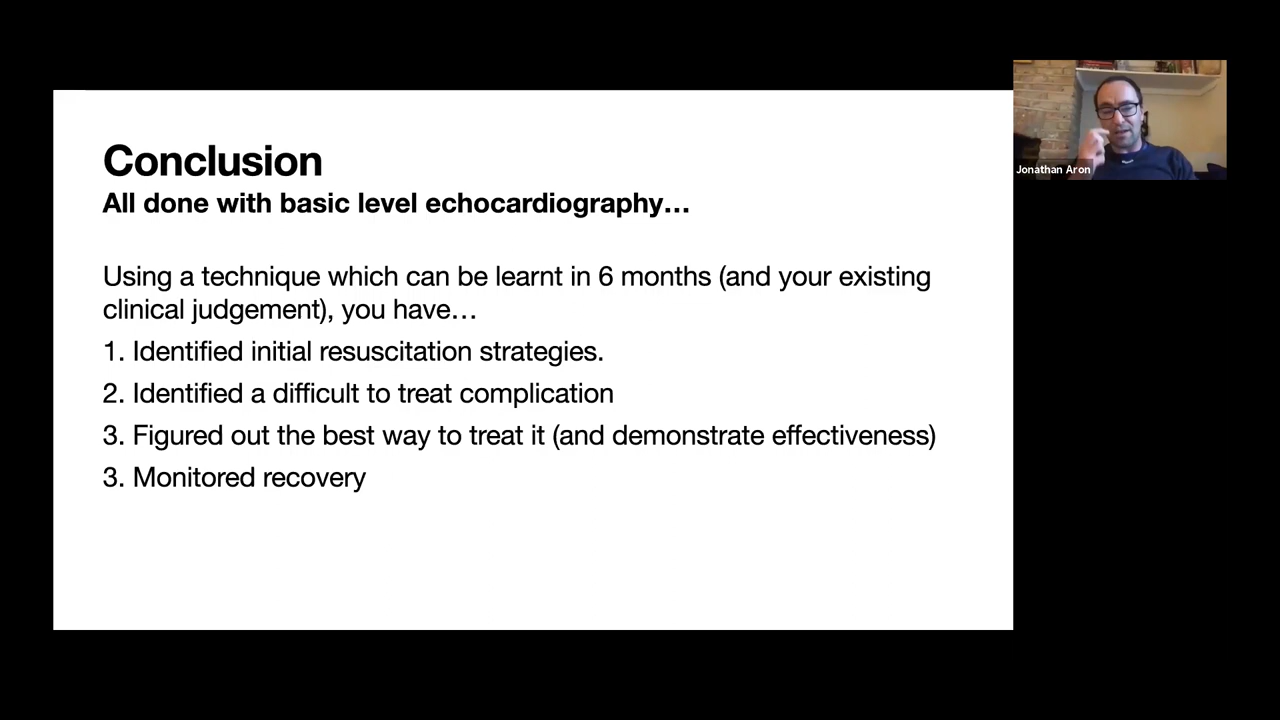 Conclusion
All done with basic level echocardiography…
Using a technique which can be learnt in 6 months (and your existing
clinical judgement), you have…
1. Identified initial resuscitation strategies.
2. Identified a difficult to treat complication
3. Figured out the best way to treat it (and demonstrate effectiveness)
3. Monitored recovery
Jonathan Aron